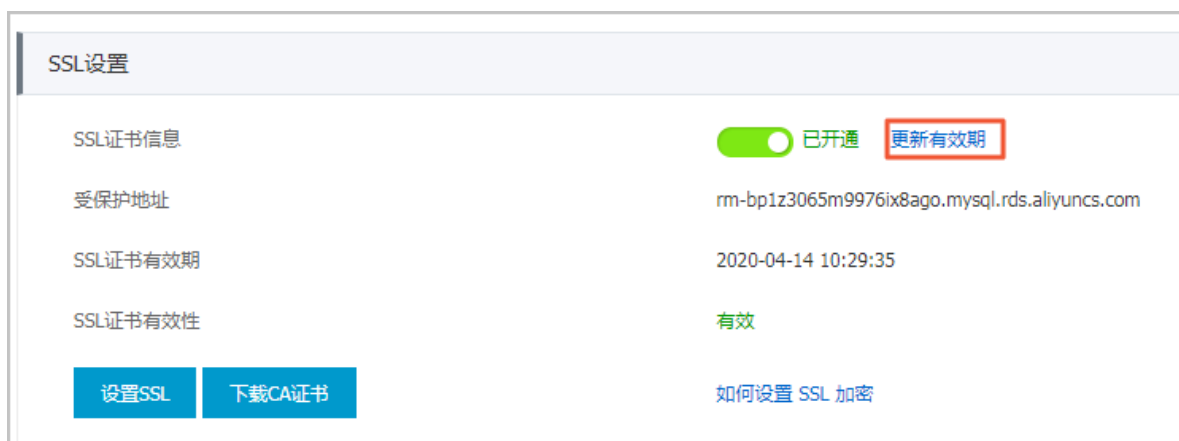 SSL设置
SSL证书信息 已开通 更新有效期
受保护地址 rm-bp1z3065m9976ix8ago.mysql.rds.aliyuncs.com
SSL证书有效期 2020-04-14 10:29:35
SSL证书有效性 有效
设置SSL 下载CA证书 如何设置 SSL 加密